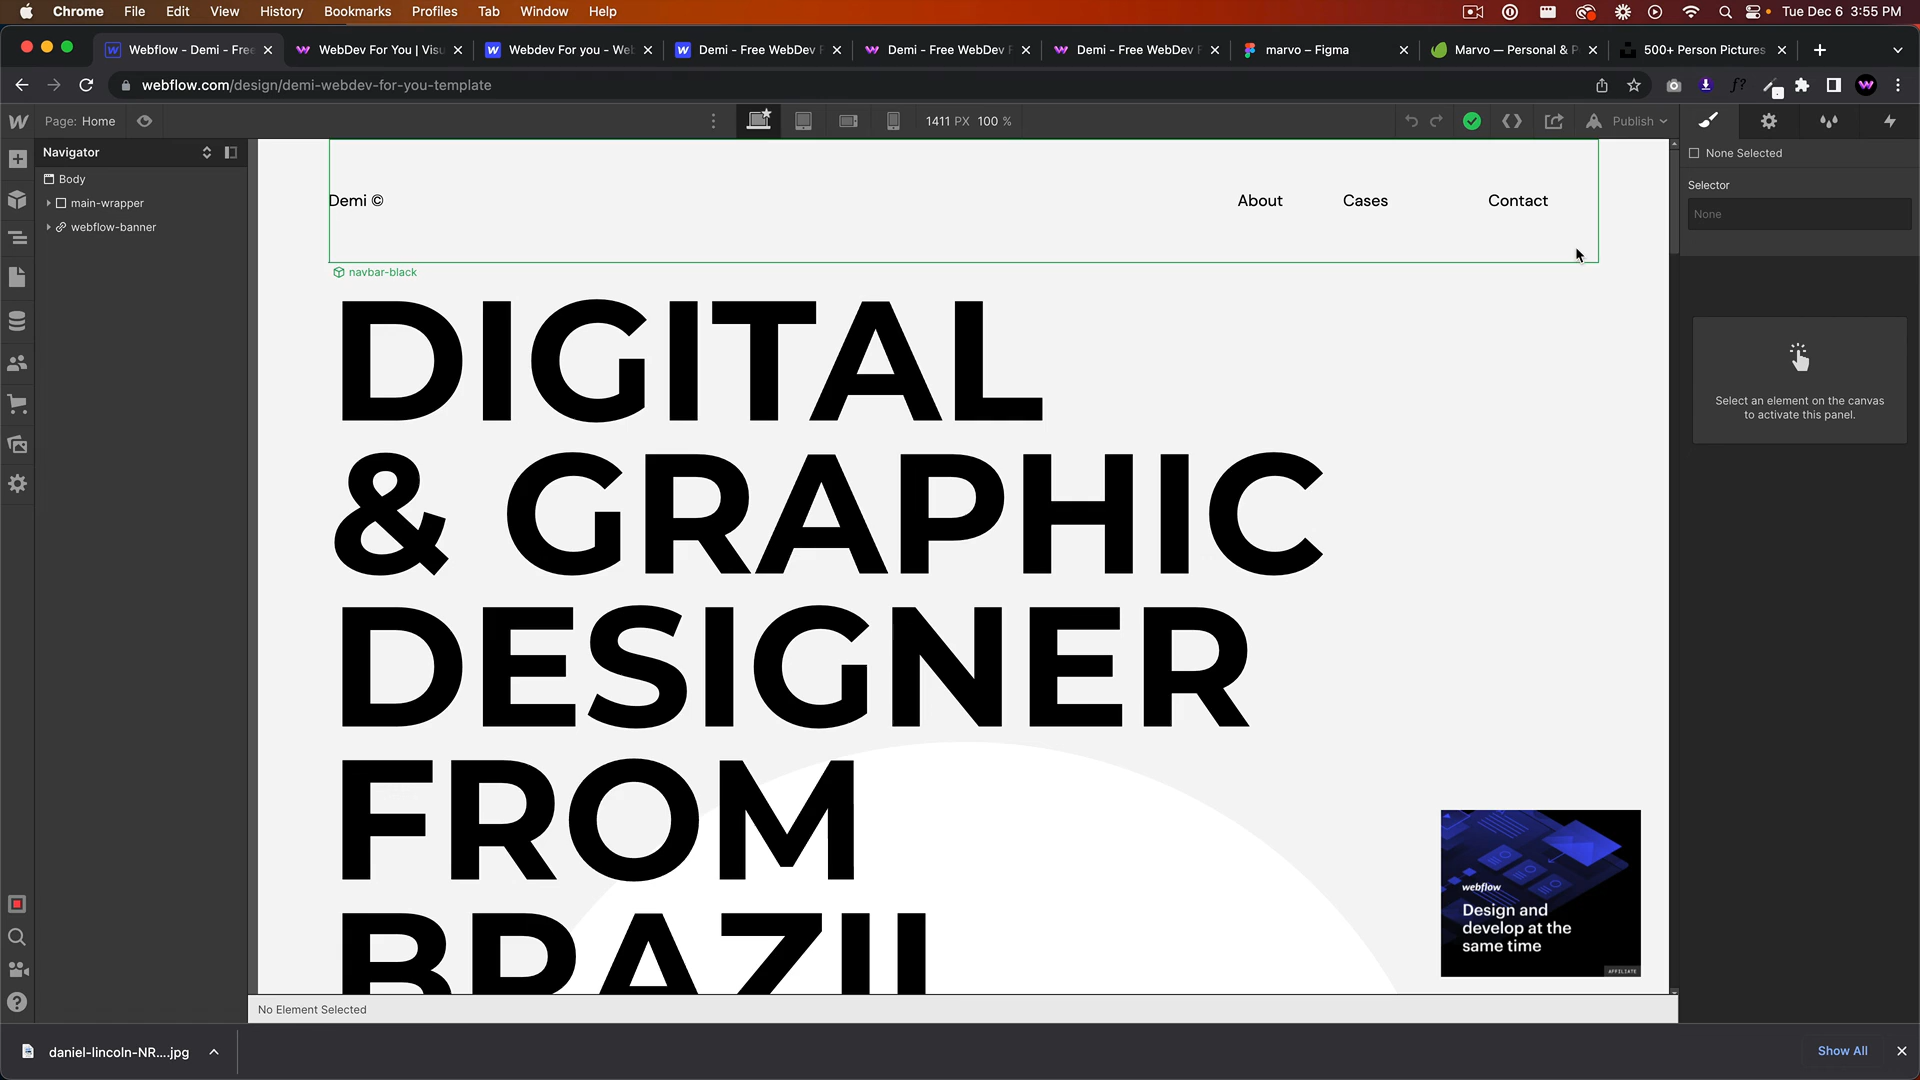 Chrome File Edit View History Bookmarks Profiles Tab Window Help Tue Dec 6 3:55 PM
Webflow - Demi - Free WebDev For You | Visu Webdev For you - Web Demi - Free WebDev F Demi - Free WebDev F Demi - Free WebDev F marvo – Figma Marvo — Personal & P 500+ Person Pictures
webflow.com/design/demi-webdev-for-you-template
Page: Home 1411 PX 100 % Publish
Navigator
None Selected
Body
Selector
main-wrapper
None
webflow-banner
Demi © About Cases Contact
navbar-black
DIGITAL
& GRAPHIC
DESIGNER
FROM
BRAZIL
Select an element on the canvas
to activate this panel.
webflow
Design and
develop at the
same time
AFFILIATE
No Element Selected
daniel-lincoln-NR....jpg Show All